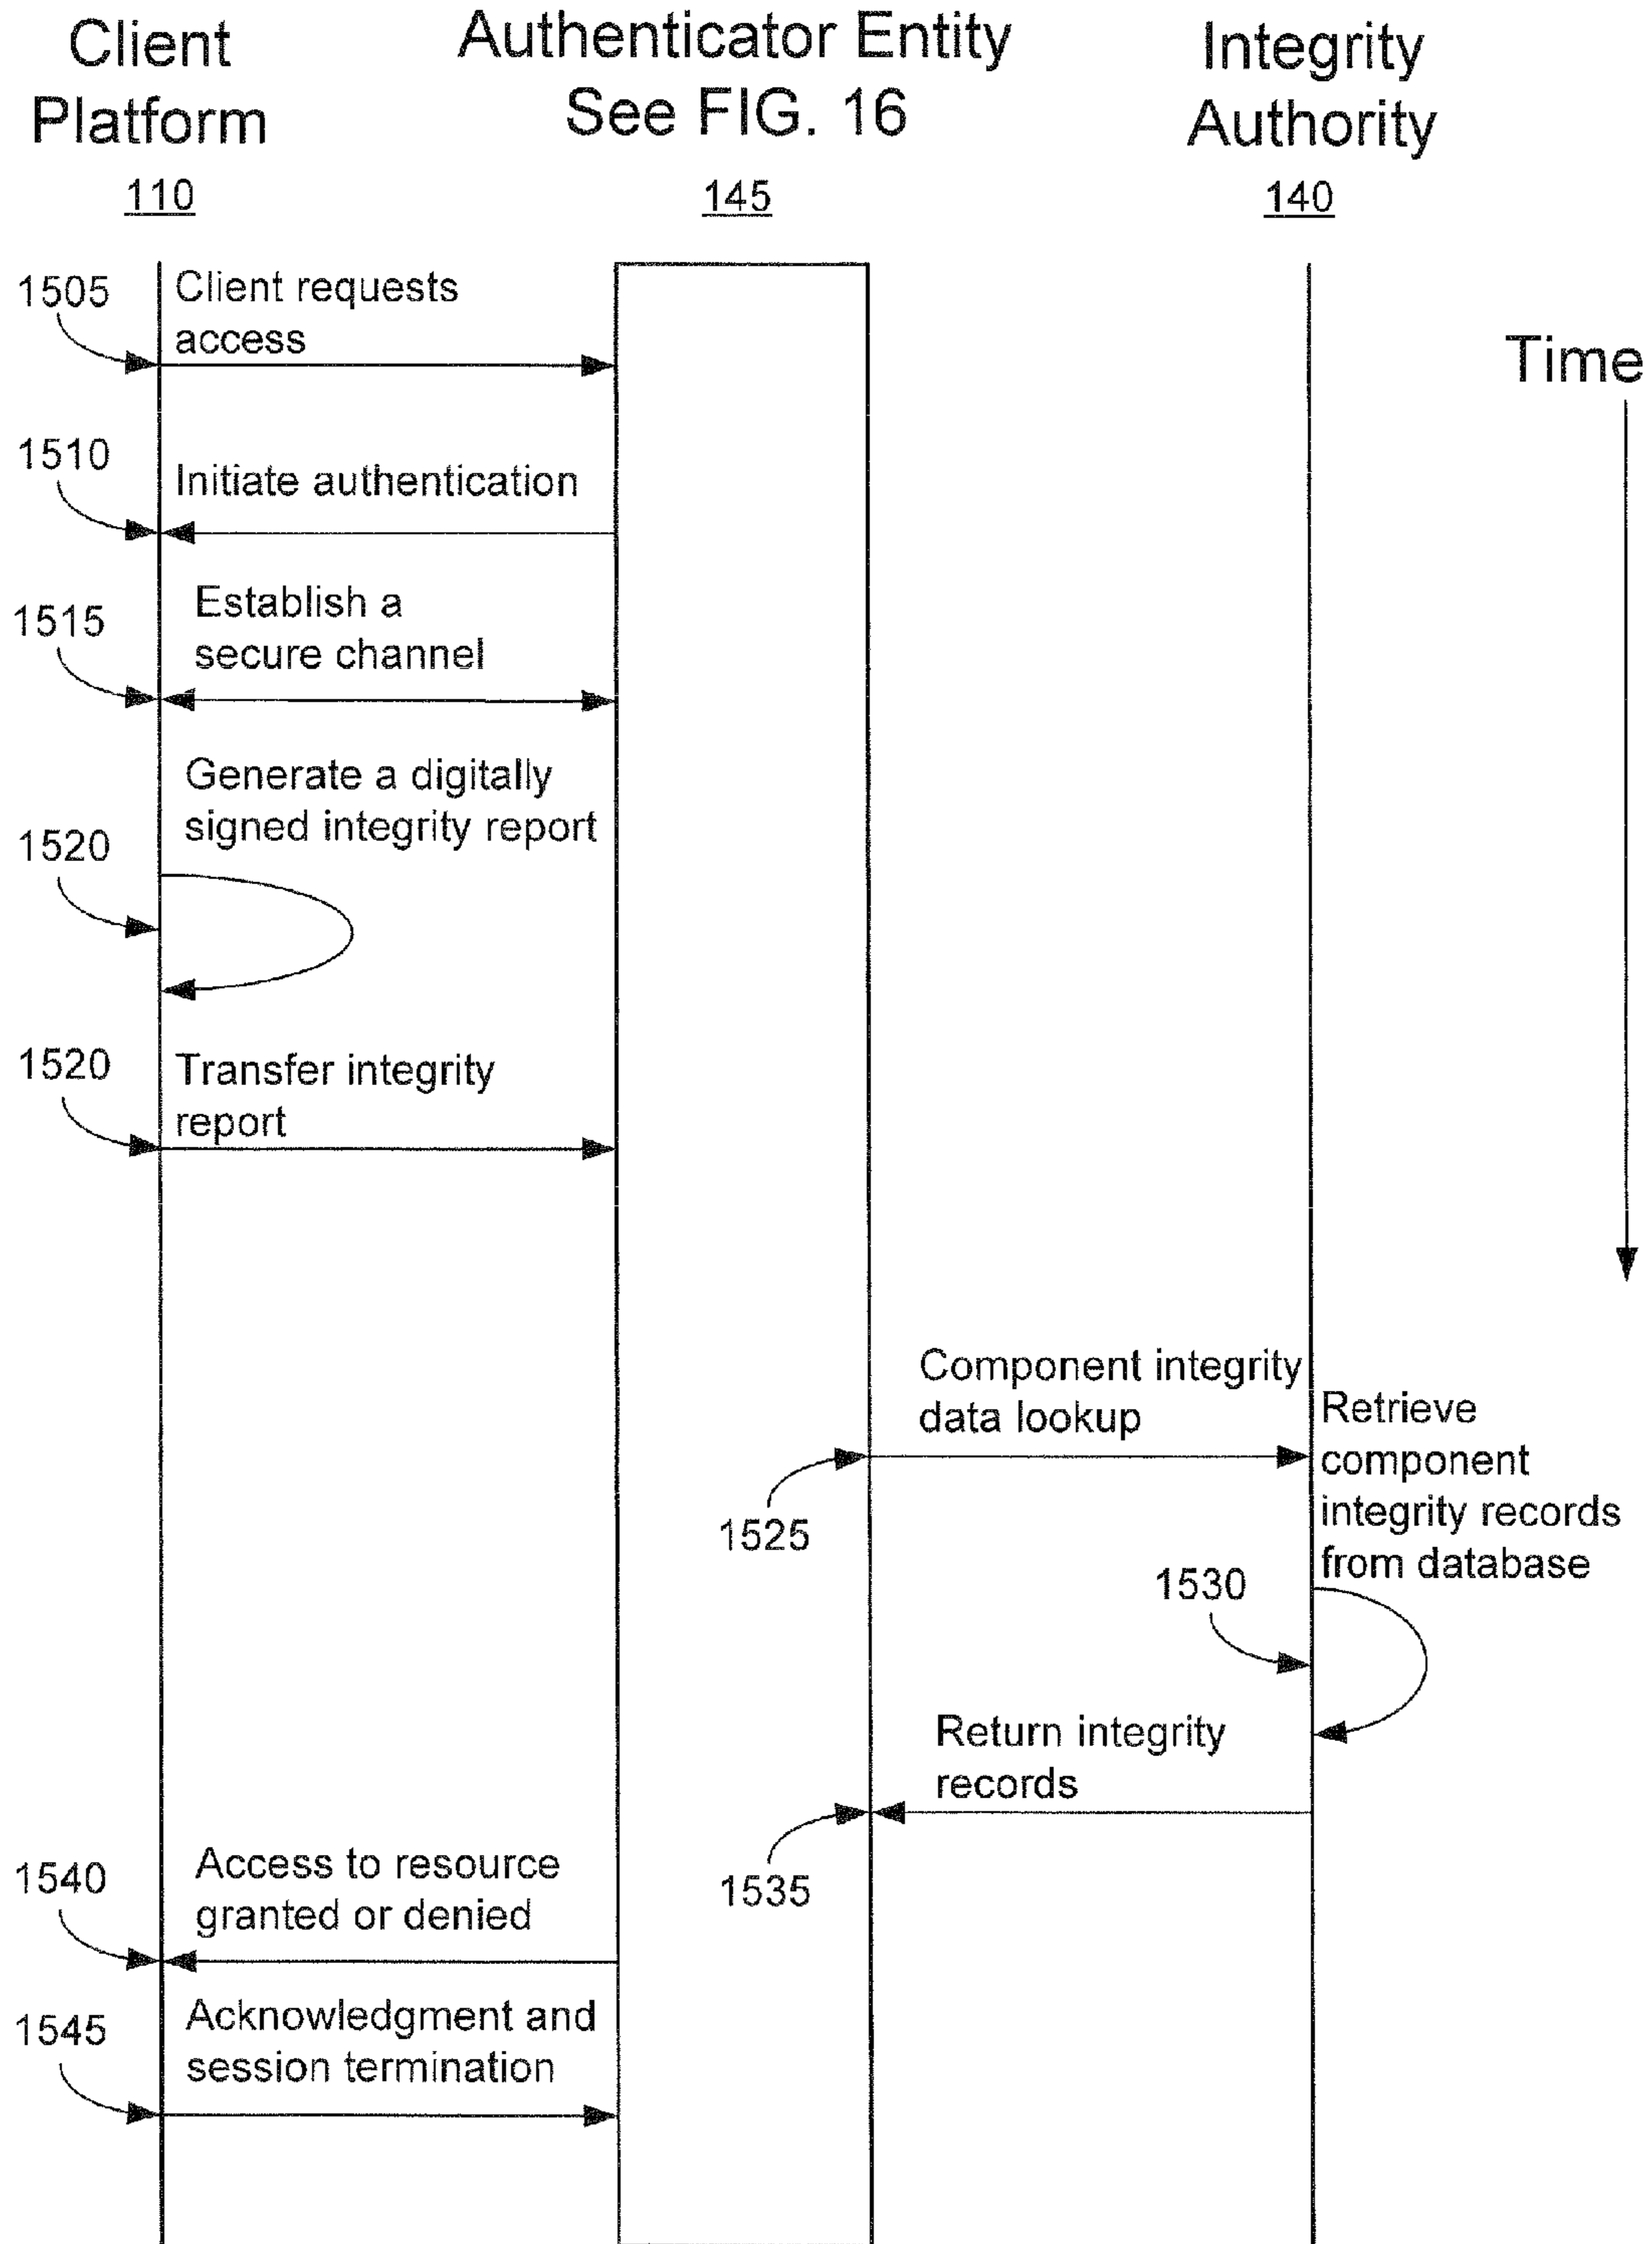 Client
Platform
110
Authenticator Entity
See FIG. 16
145
Integrity
Authority
140
Time
1505
Client requests
access
1510
Initiate authentication
1515
Establish a
secure channel
1520
Generate a digitally
signed integrity report
1520
Transfer integrity
report
Component integrity
data lookup
1525
Retrieve
component
integrity records
from database
1530
Return integrity
records
1535
1540
Access to resource
granted or denied
1545
Acknowledgment and
session termination